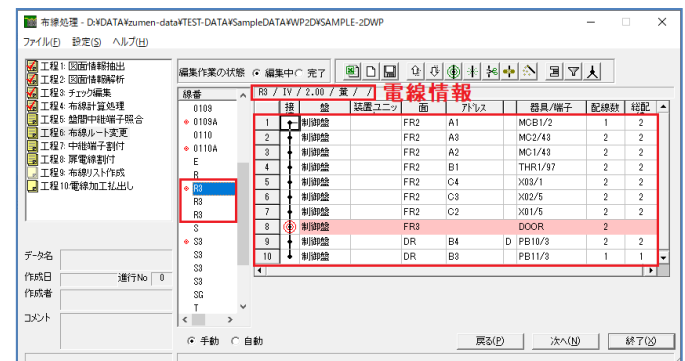 布線処理 - D:¥DATA¥zumen-data¥TEST-DATA¥SampleDATA¥WP2D¥SAMPLE-2DWP
ファイル(F) 設定(S) ヘルプ(H)
工程1: 図面情報抽出
工程2: 図面情報解析
工程3: チェック編集
工程4: 布線計算処理
工程5: 盤間中継端子照合
工程6: 布線ルート変更
工程7: 中継端子割付
工程8: 扉電線割付
工程9: 布線リスト作成
工程10:電線加工払出し
編集作業の状態 編集中 完了
線番
0109
0109A
0110
0110A
E
R
R3
R3
R3
S
S3
S3
S3
S3
SG
T
R3 / IV / 2.00 / 黄 / /
電線情報
接 盤 装置ユニッ 面 アドレス 器具/端子 配線数 総配
1 制御盤 FR2 A1 MCB1/2 1 2
2 制御盤 FR2 A3 MC2/43 2 2
3 制御盤 FR2 A2 MC1/43 2 2
4 制御盤 FR2 B1 THR1/97 2 2
5 制御盤 FR2 C4 X03/1 2 2
6 制御盤 FR2 C3 X02/5 2 2
7 制御盤 FR2 C2 X01/5 2 2
8 制御盤 FR3 DOOR 2
9 制御盤 DR B4 D PB10/3 2 2
10 制御盤 DR B3 PB11/3 1 1
データ名
作成日 進行No 0
作成者
コメント
手動 自動
戻る(P) 次へ(N) 終了(X)